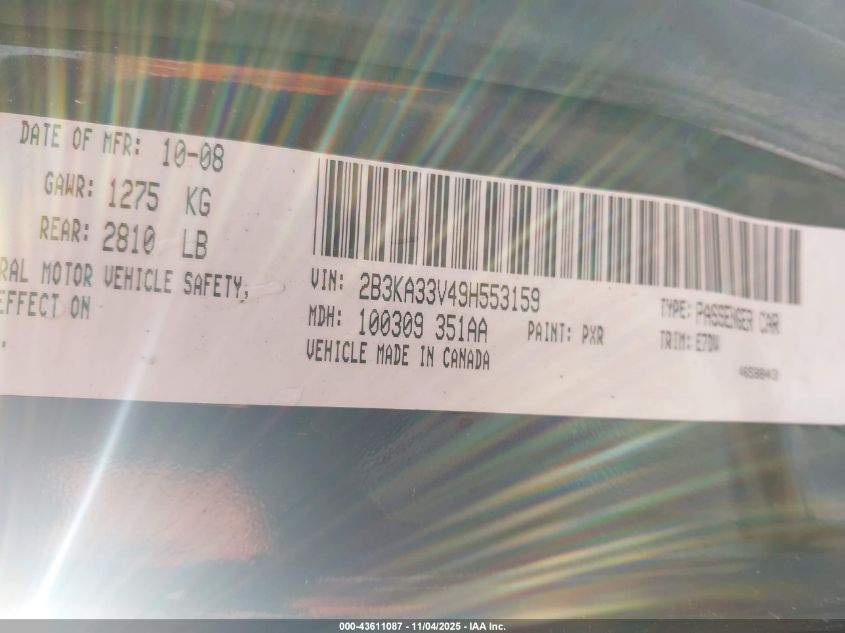 DATE OF MFR: 10-08
GAWR: 1275 KG
REAR: 2810 LB
RAL MOTOR VEHICLE SAFETY,
EFFECT ON
VIN: 2B3KA33V49H553159
MDH: 100309 351AA
PAINT: PXR
VEHICLE MADE IN CANADA
TYPE: PASSENGER CAR
TRIM: E7DV
000-43611087 - 11/04/2025 - IAA Inc.